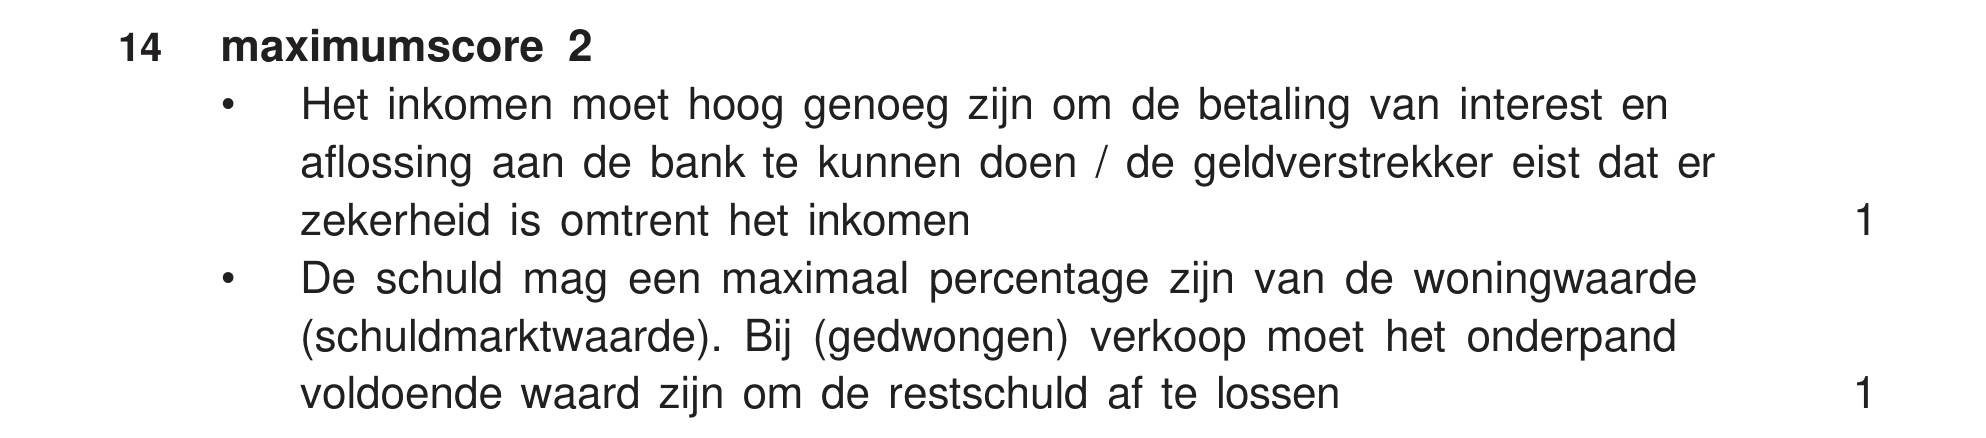 14 maximumscore 2
• Het inkomen moet hoog genoeg zijn om de betaling van interest en
aflossing aan de bank te kunnen doen / de geldverstrekker eist dat er
zekerheid is omtrent het inkomen 1
• De schuld mag een maximaal percentage zijn van de woningwaarde
(schuldmarktwaarde). Bij (gedwongen) verkoop moet het onderpand
voldoende waard zijn om de restschuld af te lossen 1